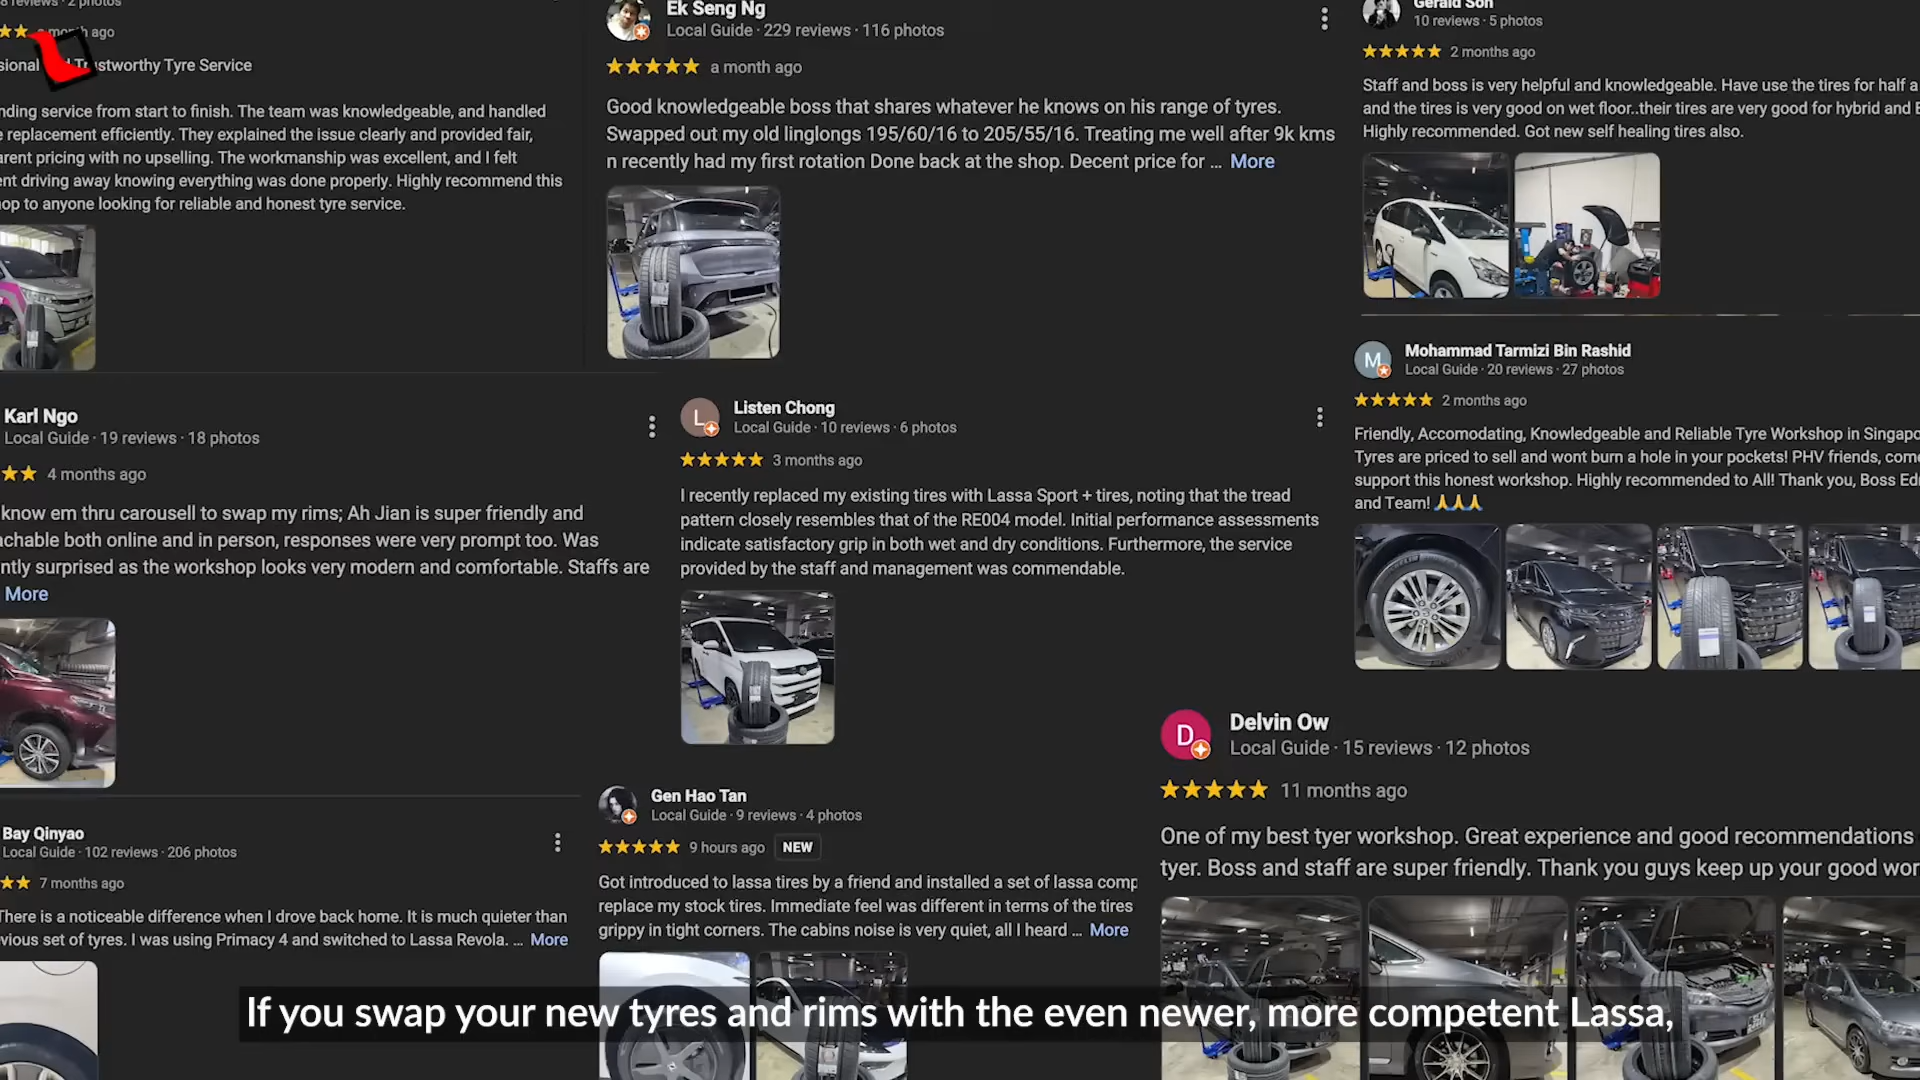 8 reviews · 2 photos
a month ago
sional and Trustworthy Tyre Service
nding service from start to finish. The team was knowledgeable, and handled
e replacement efficiently. They explained the issue clearly and provided fair,
arent pricing with no upselling. The workmanship was excellent, and I felt
ent driving away knowing everything was done properly. Highly recommend this
op to anyone looking for reliable and honest tyre service.
Ek Seng Ng
Local Guide · 229 reviews · 116 photos
a month ago
Good knowledgeable boss that shares whatever he knows on his range of tyres.
Swapped out my old linglongs 195/60/16 to 205/55/16. Treating me well after 9k kms
n recently had my first rotation Done back at the shop. Decent price for ... More
Gerald Son
10 reviews · 5 photos
2 months ago
Staff and boss is very helpful and knowledgeable. Have use the tires for half a
and the tires is very good on wet floor..their tires are very good for hybrid and E
Highly recommended. Got new self healing tires also.
Karl Ngo
Local Guide · 19 reviews · 18 photos
4 months ago
know em thru carousell to swap my rims; Ah Jian is super friendly and
achable both online and in person, responses were very prompt too. Was
ntly surprised as the workshop looks very modern and comfortable. Staffs are
More
L
Listen Chong
Local Guide · 10 reviews · 6 photos
3 months ago
I recently replaced my existing tires with Lassa Sport + tires, noting that the tread
pattern closely resembles that of the RE004 model. Initial performance assessments
indicate satisfactory grip in both wet and dry conditions. Furthermore, the service
provided by the staff and management was commendable.
M
Mohammad Tarmizi Bin Rashid
Local Guide · 20 reviews · 27 photos
2 months ago
Friendly, Accomodating, Knowledgeable and Reliable Tyre Workshop in Singapo
Tyres are priced to sell and wont burn a hole in your pockets! PHV friends, come
support this honest workshop. Highly recommended to All! Thank you, Boss Ed
and Team! 🙏🙏🙏
Bay Qinyao
Local Guide · 102 reviews · 206 photos
7 months ago
There is a noticeable difference when I drove back home. It is much quieter than
vious set of tyres. I was using Primacy 4 and switched to Lassa Revola. ... More
Gen Hao Tan
Local Guide · 9 reviews · 4 photos
9 hours ago NEW
Got introduced to lassa tires by a friend and installed a set of lassa comp
replace my stock tires. Immediate feel was different in terms of the tires
grippy in tight corners. The cabins noise is very quiet, all I heard ... More
D
Delvin Ow
Local Guide · 15 reviews · 12 photos
11 months ago
One of my best tyer workshop. Great experience and good recommendations
tyer. Boss and staff are super friendly. Thank you guys keep up your good wor
If you swap your new tyres and rims with the even newer, more competent Lassa,